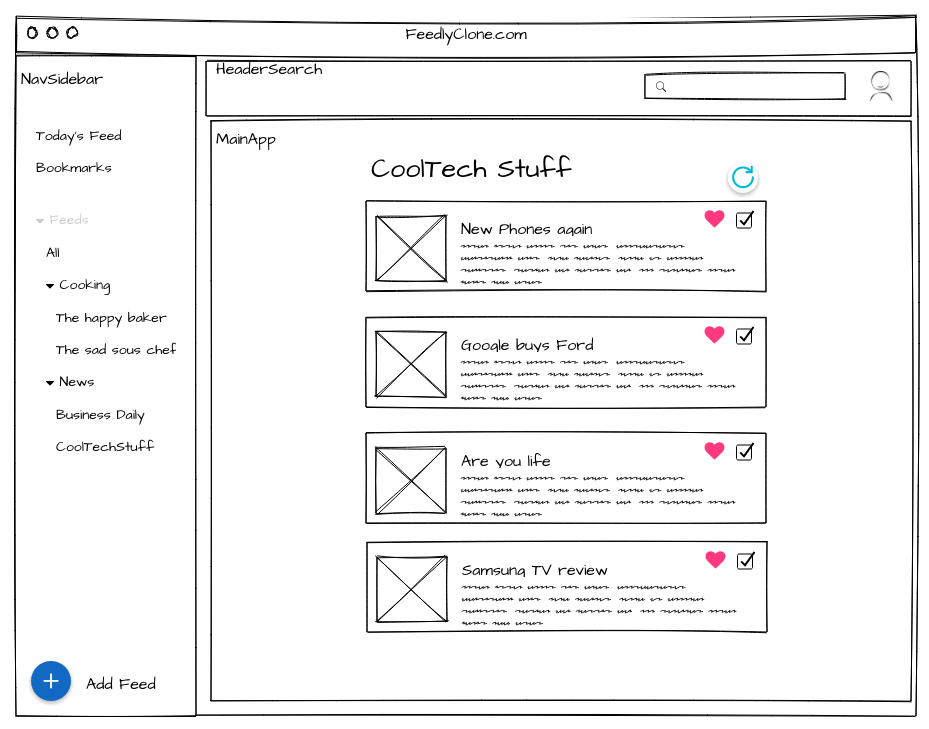 FeedlyClone.com
NavSidebar
HeaderSearch
Today's Feed
Bookmarks
Feeds
All
Cooking
The happy baker
The sad sous chef
News
Business Daily
CoolTechStuff
Add Feed
MainApp
CoolTech Stuff
New Phones again
Google buys Ford
Are you life
Samsung TV review